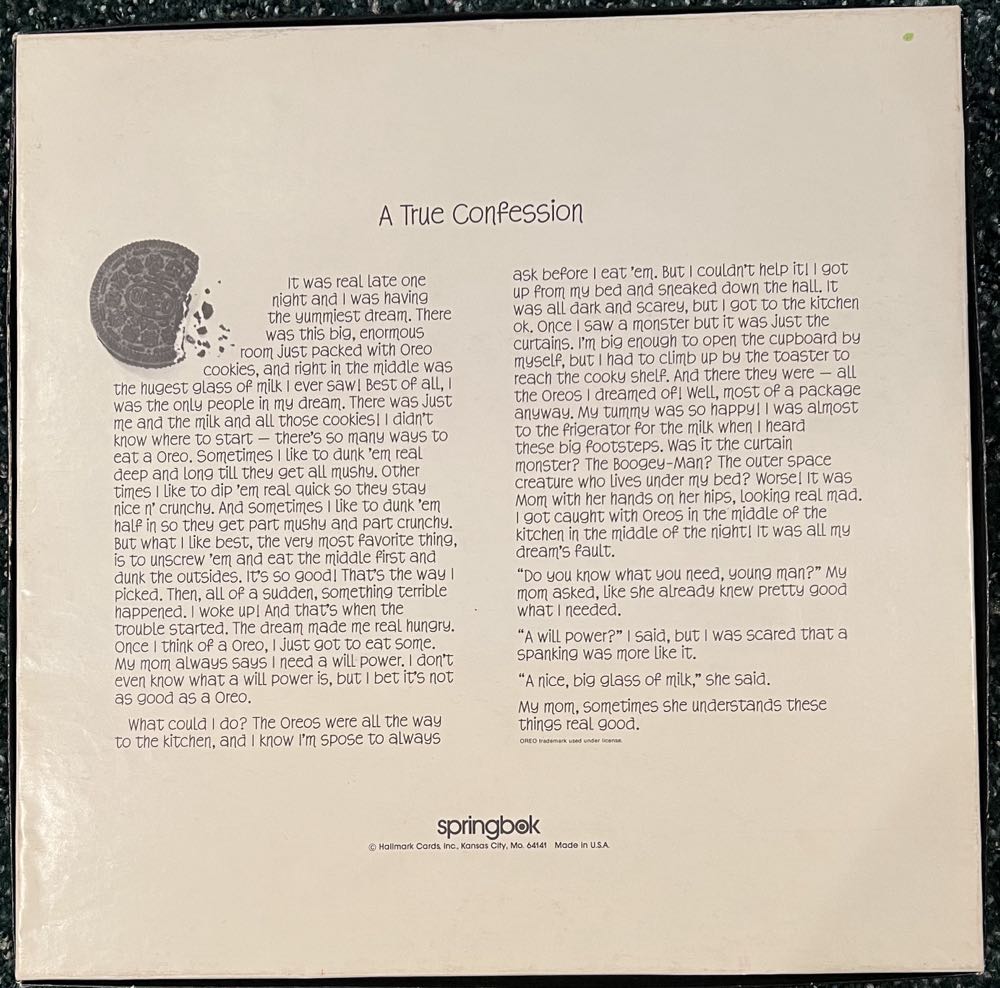 A True Confession
It was real late one
night and I was having
the yummiest dream. There
was this big, enormous
room just packed with Oreo
cookies, and right in the middle was
the hugest glass of milk I ever saw! Best of all, I
was the only people in my dream. There was just
me and the milk and all those cookies! I didn't
know where to start — there's so many ways to
eat a Oreo. Sometimes I like to dunk 'em real
deep and long till they get all mushy. Other
times I like to dip 'em real quick so they stay
nice n' crunchy. And sometimes I like to dunk 'em
half in so they get part mushy and part crunchy.
But what I like best, the very most favorite thing,
is to unscrew 'em and eat the middle first and
dunk the outsides. It's so good! That's the way I
picked. Then, all of a sudden, something terrible
happened. I woke up! And that's when the
trouble started. The dream made me real hungry.
Once I think of a Oreo, I just got to eat some.
My mom always says I need a will power. I don't
even know what a will power is, but I bet it's not
as good as a Oreo.
What could I do? The Oreos were all the way
to the kitchen, and I know I'm spose to always
ask before I eat 'em. But I couldn't help it! I got
up from my bed and sneaked down the hall. It
was all dark and scarey, but I got to the kitchen
ok. Once I saw a monster but it was just the
curtains. I'm big enough to open the cupboard by
myself, but I had to climb up by the toaster to
reach the cooky shelf. And there they were — all
the Oreos I dreamed of! Well, most of a package
anyway. My tummy was so happy! I was almost
to the frigerator for the milk when I heard
these big footsteps. Was it the curtain
monster? The Boogey-Man? The outer space
creature who lives under my bed? Worse! It was
Mom with her hands on her hips, looking real mad.
I got caught with Oreos in the middle of the
kitchen in the middle of the night! It was all my
dream's fault.
"Do you know what you need, young man?" My
mom asked, like she already knew pretty good
what I needed.
"A will power?" I said, but I was scared that a
spanking was more like it.
"A nice, big glass of milk," she said.
My mom, sometimes she understands these
things real good.
OREO trademark used under license.
springbok
© Hallmark Cards, Inc., Kansas City, Mo. 64141 Made in U.S.A.